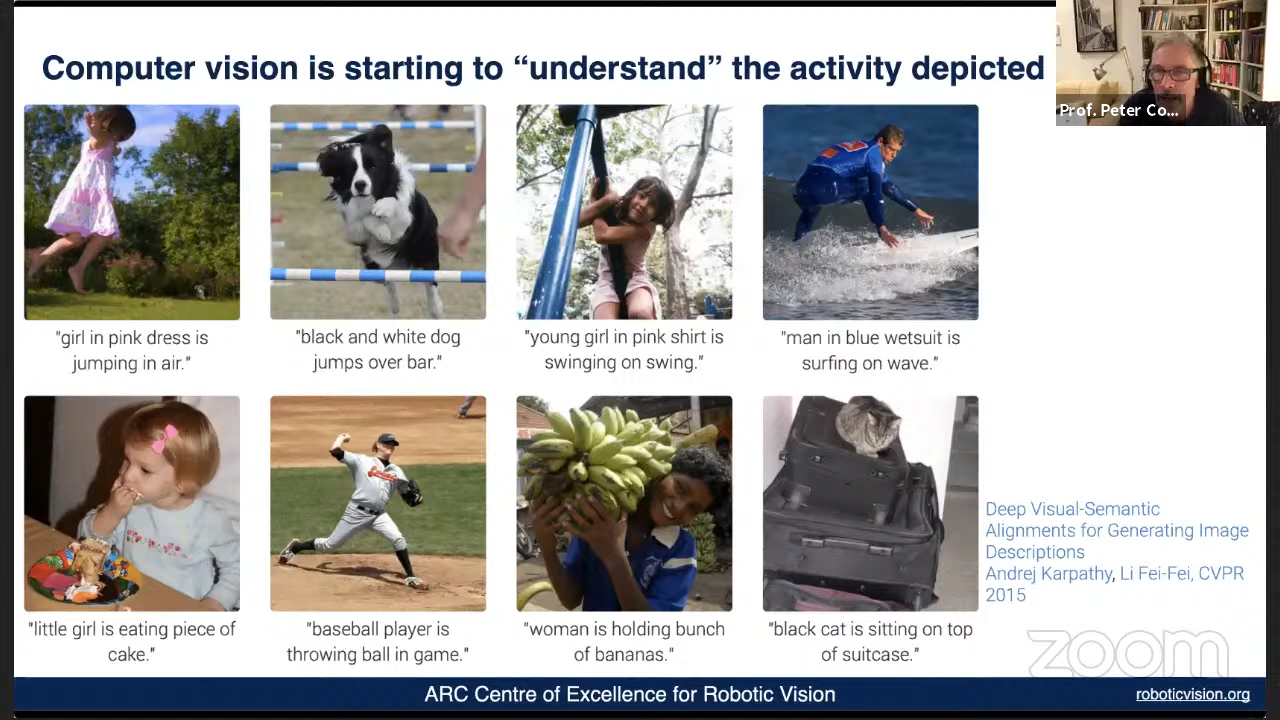 Computer vision is starting to “understand” the activity depicted
Prof. Peter Co...
"girl in pink dress is
jumping in air."
"black and white dog
jumps over bar."
"young girl in pink shirt is
swinging on swing."
"man in blue wetsuit is
surfing on wave."
"little girl is eating piece of
cake."
"baseball player is
throwing ball in game."
"woman is holding bunch
of bananas."
"black cat is sitting on top
of suitcase."
Deep Visual-Semantic
Alignments for Generating Image
Descriptions
Andrej Karpathy, Li Fei-Fei, CVPR
2015
zoom
ARC Centre of Excellence for Robotic Vision
roboticvision.org